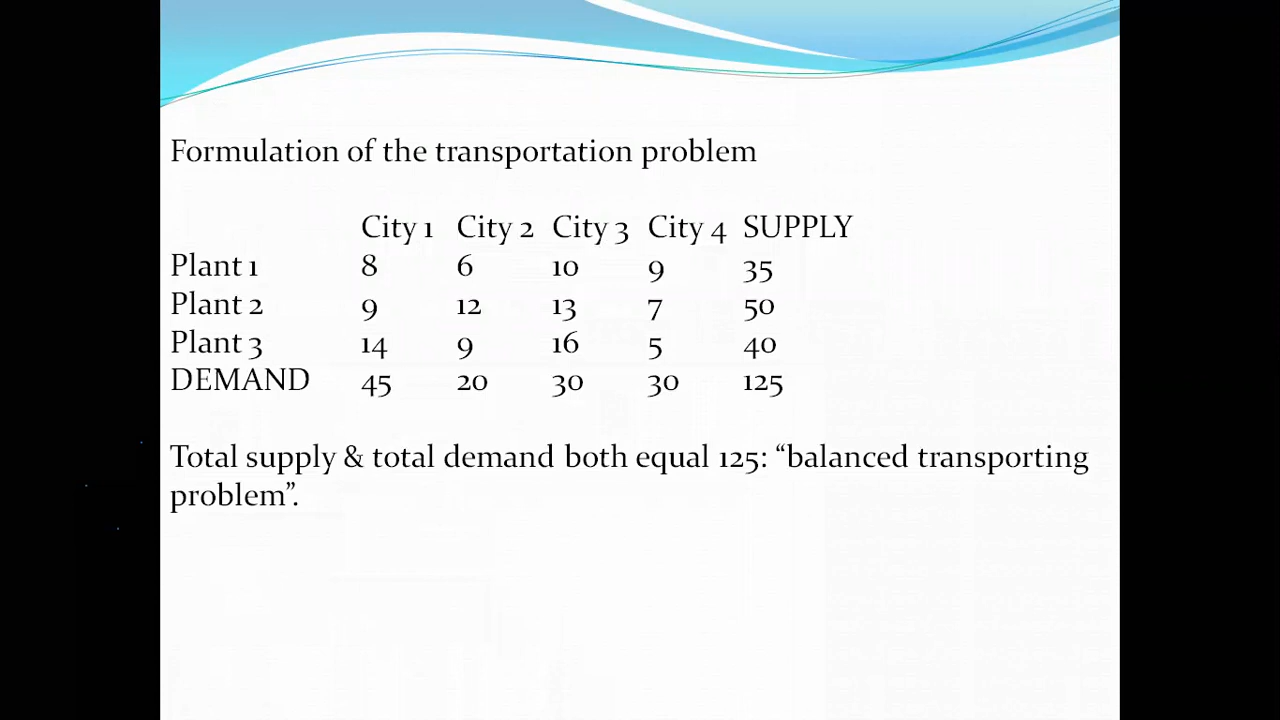 Formulation of the transportation problem
City 1 City 2 City 3 City 4 SUPPLY
Plant 1 8 6 10 9 35
Plant 2 9 12 13 7 50
Plant 3 14 9 16 5 40
DEMAND 45 20 30 30 125
Total supply & total demand both equal 125: “balanced transporting
problem”.